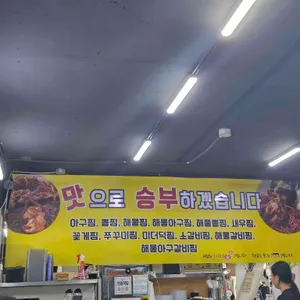 맛으로 승부하겠습니다
아구찜, 뽈찜, 해물찜, 해물아구찜, 해물뽈찜, 새우찜,
꽃게찜, 쭈꾸미찜, 미더덕찜, 소갈비찜, 해물갈비찜,
해물아구갈비찜